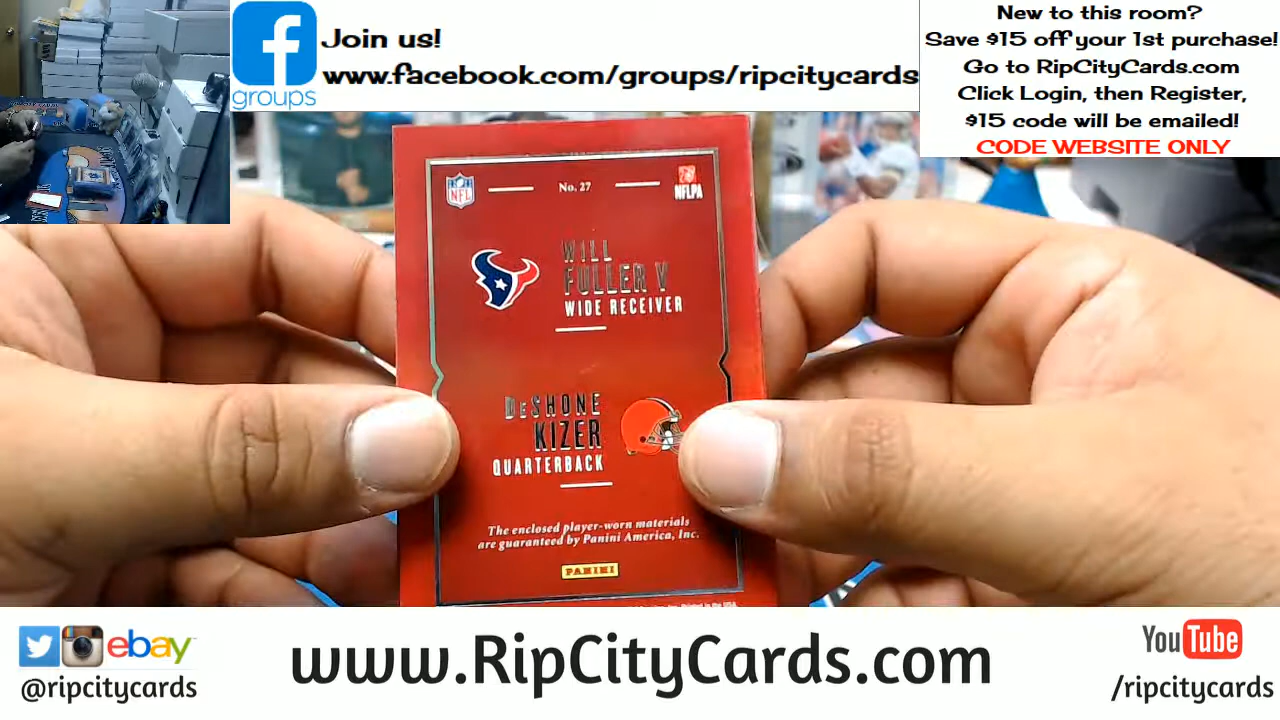 Join us!
www.facebook.com/groups/ripcitycards
groups
New to this room?
Save $15 off your 1st purchase!
Go to RipCityCards.com
Click Login, then Register,
$15 code will be emailed!
CODE WEBSITE ONLY
NFL
No. 27
NFLPA
WILL
FULLER V
WIDE RECEIVER
DeSHONE
KIZER
QUARTERBACK
The enclosed player-worn materials
are guaranteed by Panini America, Inc.
PANINI
ebay
@ripcitycards
www.RipCityCards.com
YouTube
/ripcitycards